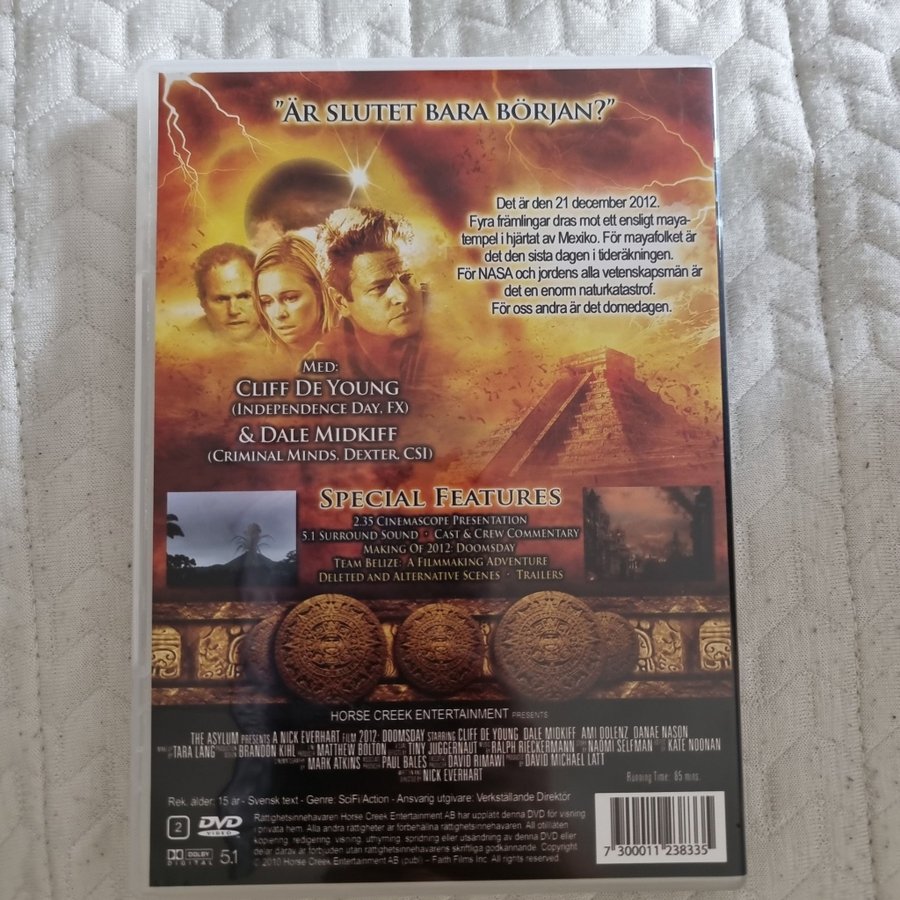 "ÄR SLUTET BARA BÖRJAN?"
Det är den 21 december 2012.
Fyra främlingar dras mot ett ensligt maya-
tempel i hjärtat av Mexiko. För mayafolket är
det den sista dagen i tideräkningen.
För NASA och jordens alla vetenskapsmän är
det en enorm naturkatastrof.
För oss andra är det domedagen.
MED:
CLIFF DE YOUNG
(INDEPENDENCE DAY, FX)
& DALE MIDKIFF
(CRIMINAL MINDS, DEXTER, CSI)
SPECIAL FEATURES
2.35 CINEMASCOPE PRESENTATION
5.1 SURROUND SOUND · CAST & CREW COMMENTARY
MAKING OF 2012: DOOMSDAY
TEAM BELIZE: A FILMMAKING ADVENTURE
DELETED AND ALTERNATIVE SCENES · TRAILERS
HORSE CREEK ENTERTAINMENT PRESENTS
THE ASYLUM PRESENTS A NICK EVERHART FILM 2012: DOOMSDAY STARRING CLIFF DE YOUNG DALE MIDKIFF AMI DOLENZ DANAE NASON
TARA LANG BRANDON KIHL MATTHEW BOLTON TINY JUGGERNAUT RALPH RIECKERMANN NAOMI SELFMAN KATE NOONAN
MARK ATKINS PAUL BALES DAVID RIMAWI DAVID MICHAEL LATT
NICK EVERHART
Running Time: 85 mins.
Rek. ålder: 15 år - Svensk text - Genre: SciFi/Action - Ansvarig utgivare: Verkställande Direktör
Rättighetsinnehavaren Horse Creek Entertainment AB har upplåtit denna DVD för visning
i privata hem. Alla andra rättigheter är förbehållna rättighetsinnehavaren. All otillåten
kopiering, redigering, visning, uthyrning, spridning eller utsändning av denna DVD eller
del av därav är förbjuden utan rättighetsinnehavarens skriftliga godkännande. Copyright
© 2010 Horse Creek Entertainment AB (publ) – Faith Films Inc. All rights reserved.
2
DVD
VIDEO
DOLBY
DIGITAL
5.1
7 300011 238335